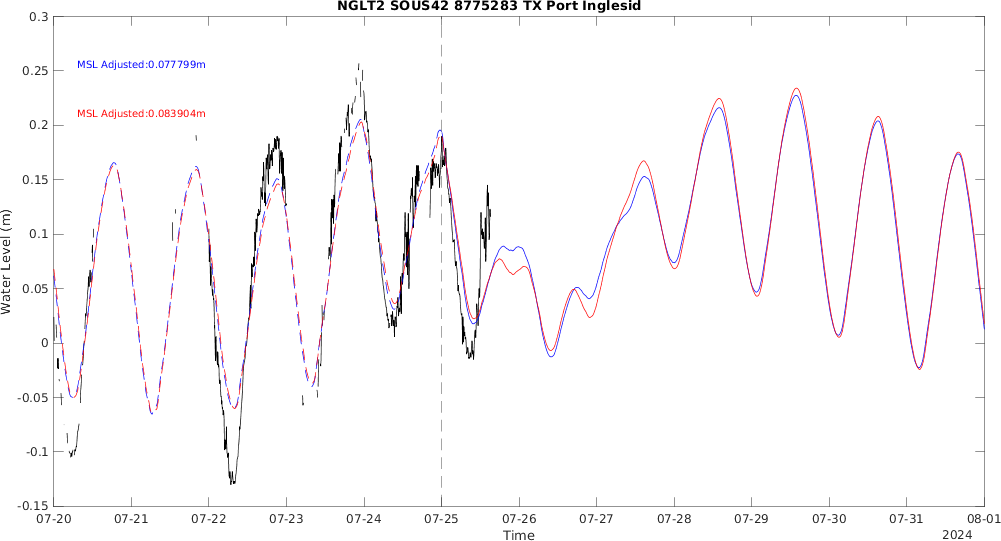 NGLT2 SOUS42 8775283 TX Port Inglesid
0.3
0.25
0.2
0.15
0.1
0.05
0
-0.05
-0.1
-0.15
Water Level (m)
MSL Adjusted:0.077799m
MSL Adjusted:0.083904m
07-20 07-21 07-22 07-23 07-24 07-25 07-26 07-27 07-28 07-29 07-30 07-31 08-01
Time
2024